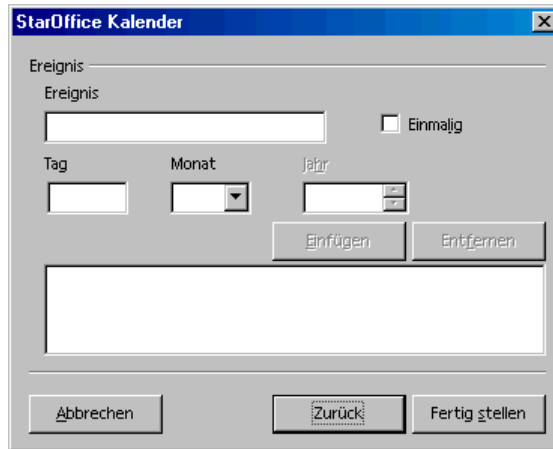 StarOffice Kalender
Ereignis
Ereignis
Einmalig
Tag Monat Jahr
Einfügen Entfernen
Abbrechen Zurück Fertig stellen